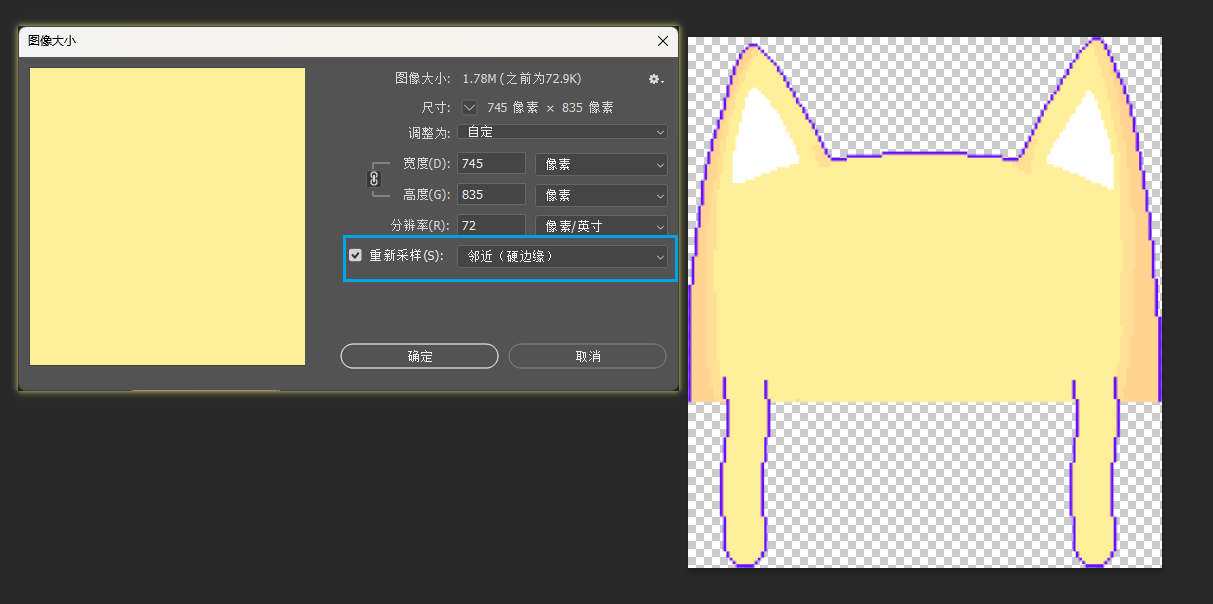 图像大小
图像大小: 1.78M (之前为72.9K)
尺寸: 745 像素 × 835 像素
调整为: 自定
宽度(D): 745 像素
高度(G): 835 像素
分辨率(R): 72 像素/英寸
重新采样(S): 邻近（硬边缘）
确定 取消